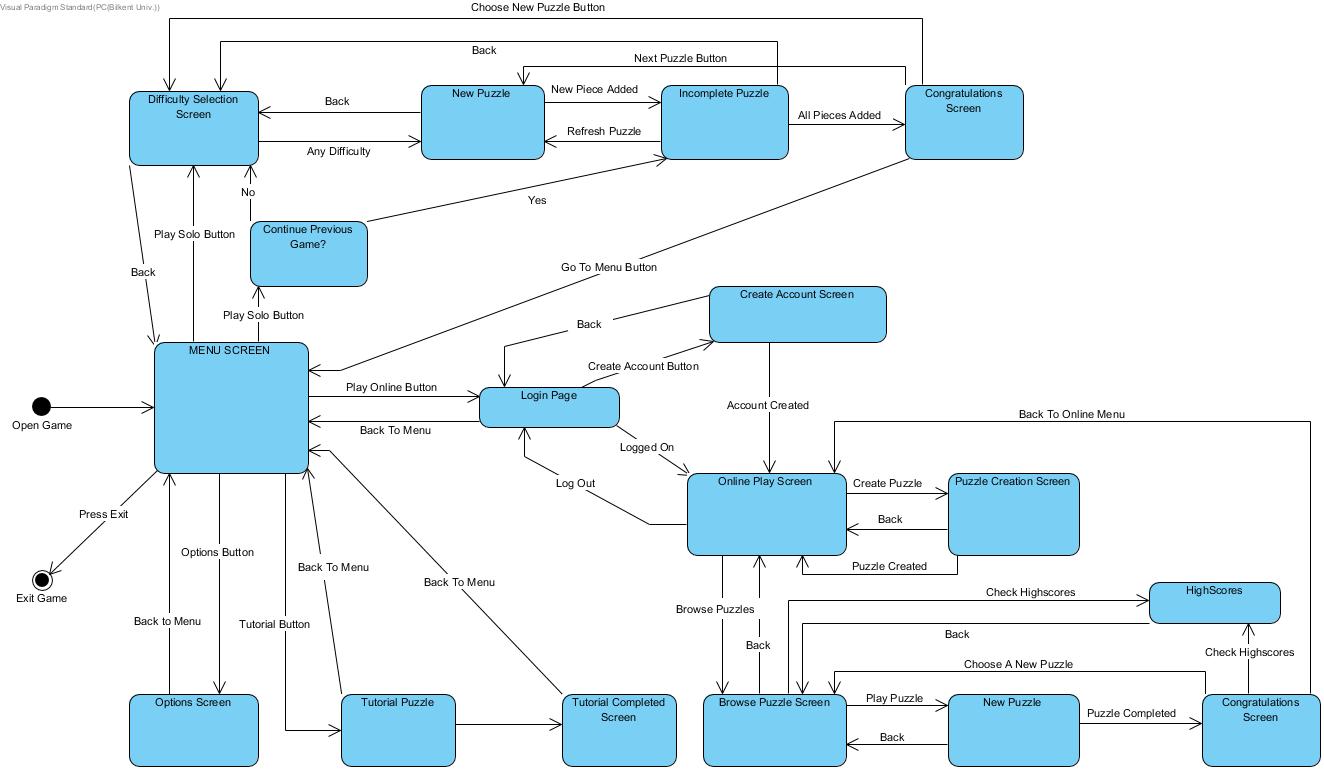 Visual Paradigm Standard(PC(Bilkent Univ.))
Choose New Puzzle Button
Back
Next Puzzle Button
Difficulty Selection
Screen
Back
Any Difficulty
New Puzzle
New Piece Added
Refresh Puzzle
Incomplete Puzzle
All Pieces Added
Congratulations
Screen
No
Yes
Play Solo Button
Continue Previous
Game?
Back
Go To Menu Button
Play Solo Button
Create Account Screen
Back
MENU SCREEN
Create Account Button
Play Online Button
Login Page
Account Created
Back To Online Menu
Open Game
Back To Menu
Logged On
Log Out
Online Play Screen
Create Puzzle
Puzzle Creation Screen
Back
Press Exit
Options Button
Back To Menu
Back To Menu
Puzzle Created
Exit Game
Browse Puzzles
Check Highscores
HighScores
Back to Menu
Tutorial Button
Back
Back
Check Highscores
Choose A New Puzzle
Options Screen
Tutorial Puzzle
Tutorial Completed
Screen
Browse Puzzle Screen
Play Puzzle
Back
New Puzzle
Puzzle Completed
Congratulations
Screen